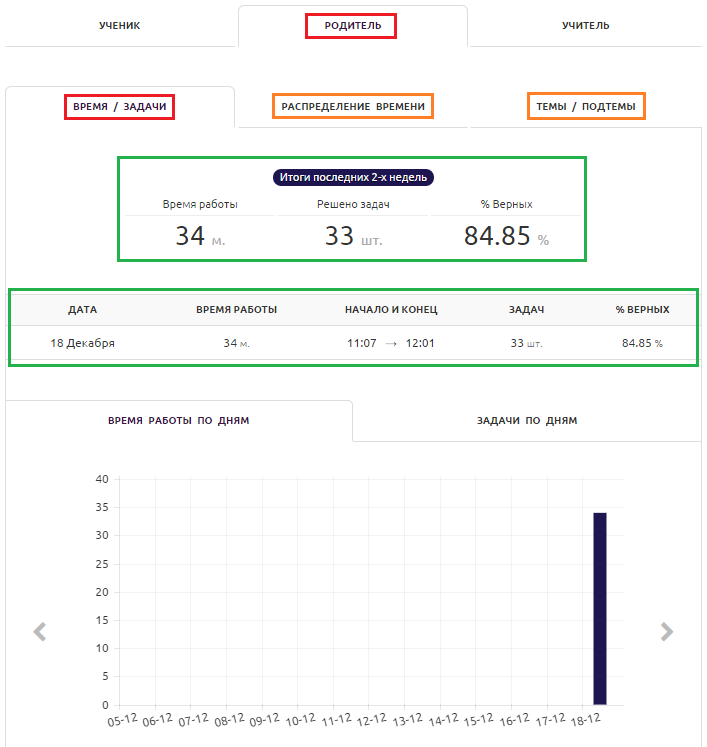 УЧЕНИК РОДИТЕЛЬ УЧИТЕЛЬ
ВРЕМЯ / ЗАДАЧИ РАСПРЕДЕЛЕНИЕ ВРЕМЕНИ ТЕМЫ / ПОДТЕМЫ
Итоги последних 2-х недель
Время работы Решено задач % Верных
34 м. 33 шт. 84.85 %
ДАТА ВРЕМЯ РАБОТЫ НАЧАЛО И КОНЕЦ ЗАДАЧ % ВЕРНЫХ
18 Декабря 34 м. 11:07 → 12:01 33 шт. 84.85 %
ВРЕМЯ РАБОТЫ ПО ДНЯМ ЗАДАЧИ ПО ДНЯМ
40
35
30
25
20
15
10
5
0
05-12 06-12 07-12 08-12 09-12 10-12 11-12 12-12 13-12 14-12 15-12 16-12 17-12 18-12